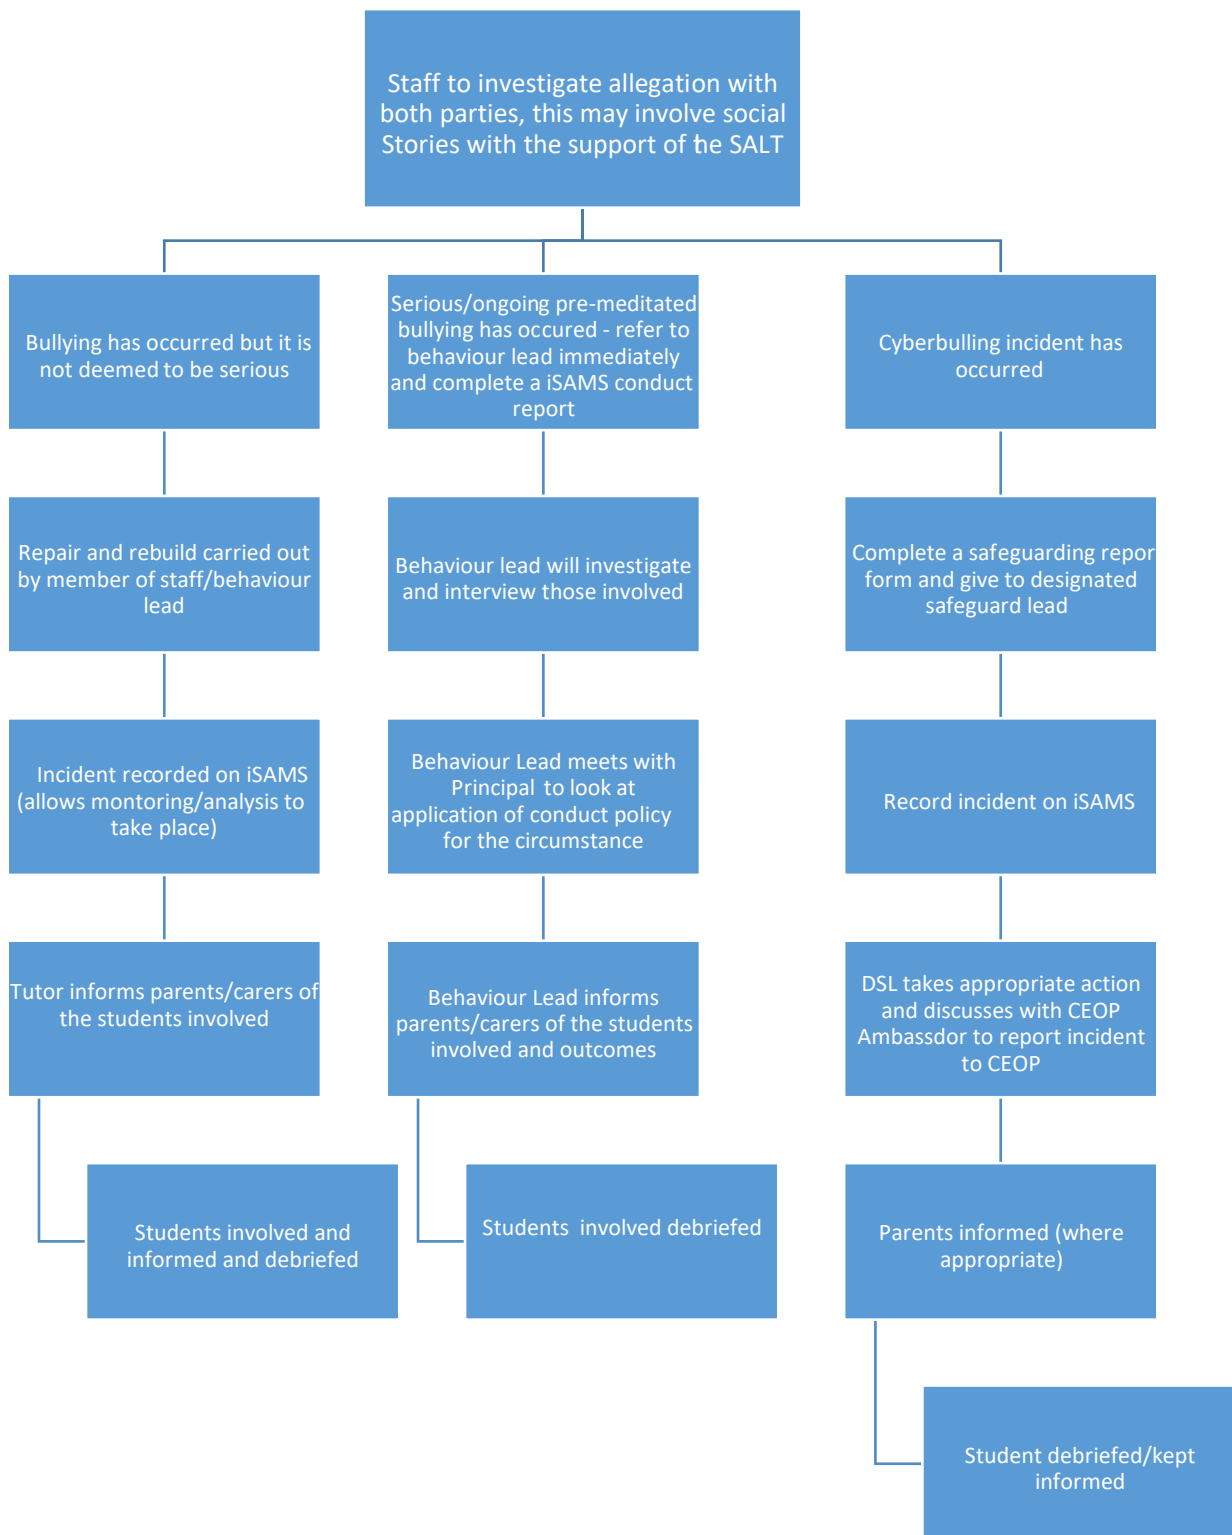 Staff to investigate allegation with
both parties, this may involve social
Stories with the support of he SALT
Bullying has occurred but it is
not deemed to be serious
Repair and rebuild carried out
by member of staff/behaviour
lead
Incident recorded on iSAMS
(allows montoring/analysis to
take place)
Tutor informs parents/carers of
the students involved
Students involved and
informed and debriefed
Serious/ongoing pre-meditated
bullying has occured - refer to
behaviour lead immediately
and complete a iSAMS conduct
report
Behaviour lead will investigate
and interview those involved
Behaviour Lead meets with
Principal to look at
application of conduct policy
for the circumstance
Behaviour Lead informs
parents/carers of the students
involved and outcomes
Students involved debriefed
Cyberbulling incident has
occurred
Complete a safeguarding repor
form and give to designated
safeguard lead
Record incident on iSAMS
DSL takes appropriate action
and discusses with CEOP
Ambassdor to report incident
to CEOP
Parents informed (where
appropriate)
Student debriefed/kept
informed